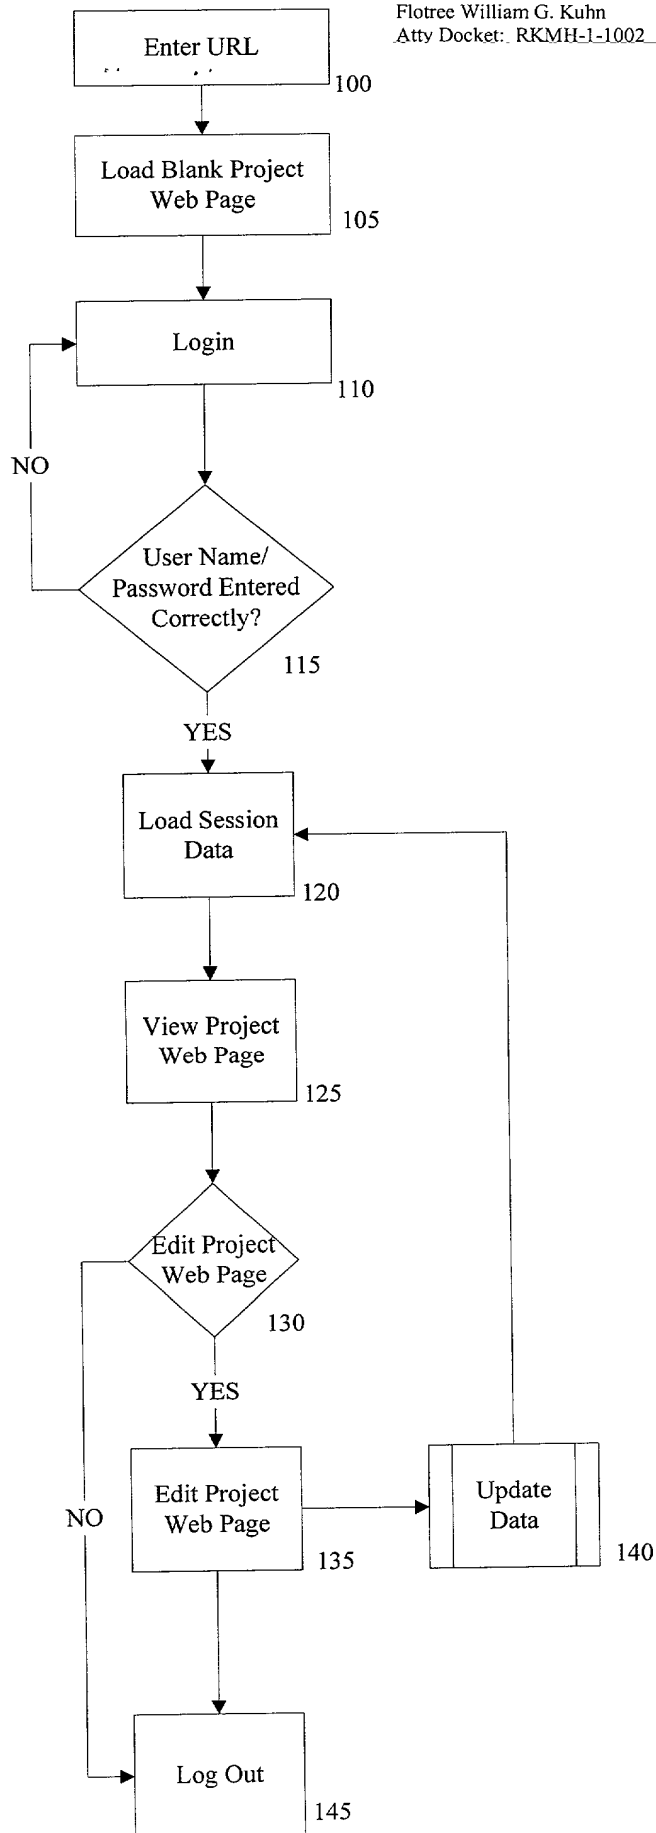 Flotree William G. Kuhn
Atty Docket: RKMH-1-1002
Enter URL
100
Load Blank Project
Web Page
105
Login
110
NO
User Name/
Password Entered
Correctly?
115
YES
Load Session
Data
120
View Project
Web Page
125
Edit Project
Web Page
130
YES
Edit Project
Web Page
135
Update
Data
140
NO
Log Out
145